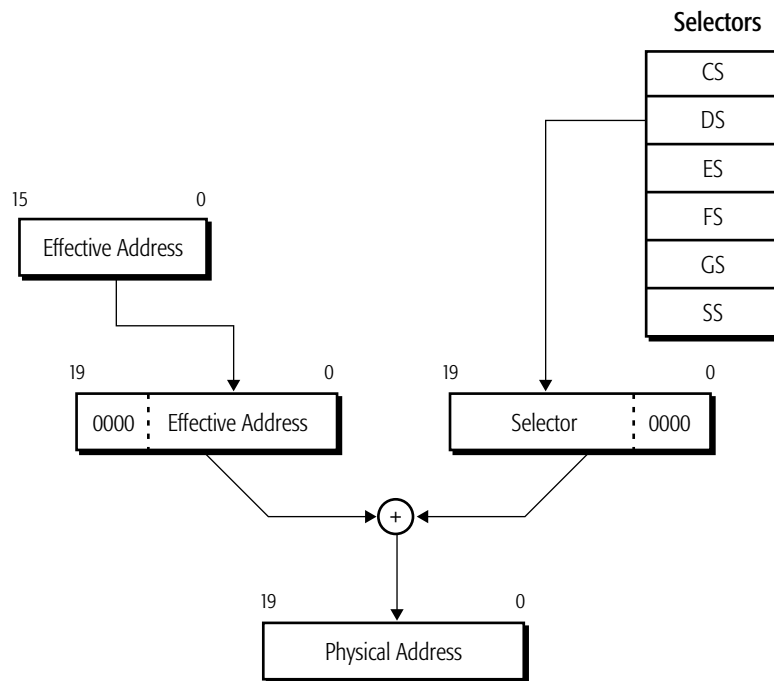 Selectors
CS
DS
ES
FS
GS
SS
15 0
Effective Address
19 0
0000 Effective Address
19 0
Selector 0000
+
19 0
Physical Address